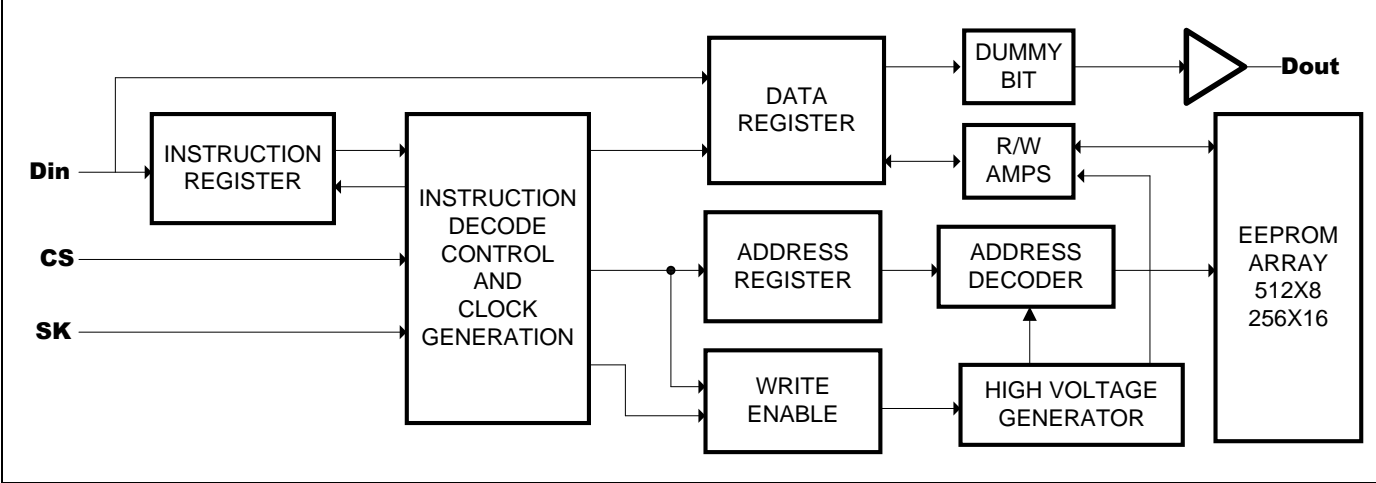 DUMMY
BIT
Dout
DATA
REGISTER
Din
INSTRUCTION
REGISTER
R/W
AMPS
INSTRUCTION
DECODE
CONTROL
AND
CLOCK
GENERATION
CS
SK
ADDRESS
REGISTER
ADDRESS
DECODER
EEPROM
ARRAY
512X8
256X16
WRITE
ENABLE
HIGH VOLTAGE
GENERATOR